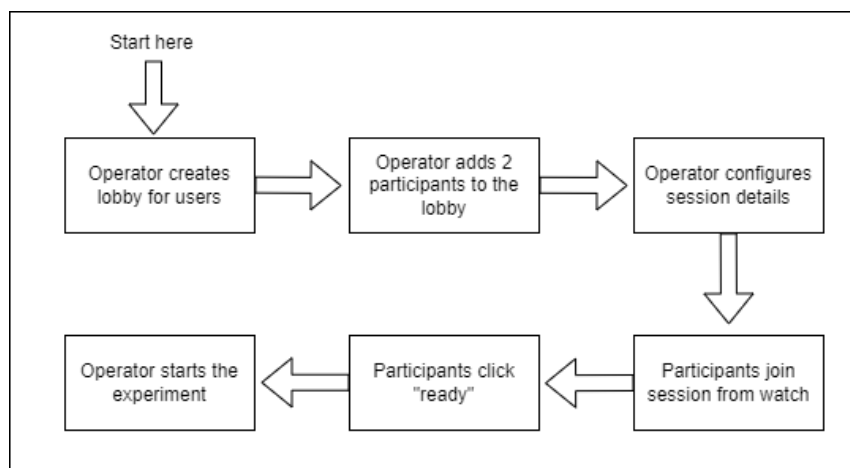 Start here
Operator creates
lobby for users
Operator adds 2
participants to the
lobby
Operator configures
session details
Participants join
session from watch
Participants click
"ready"
Operator starts the
experiment